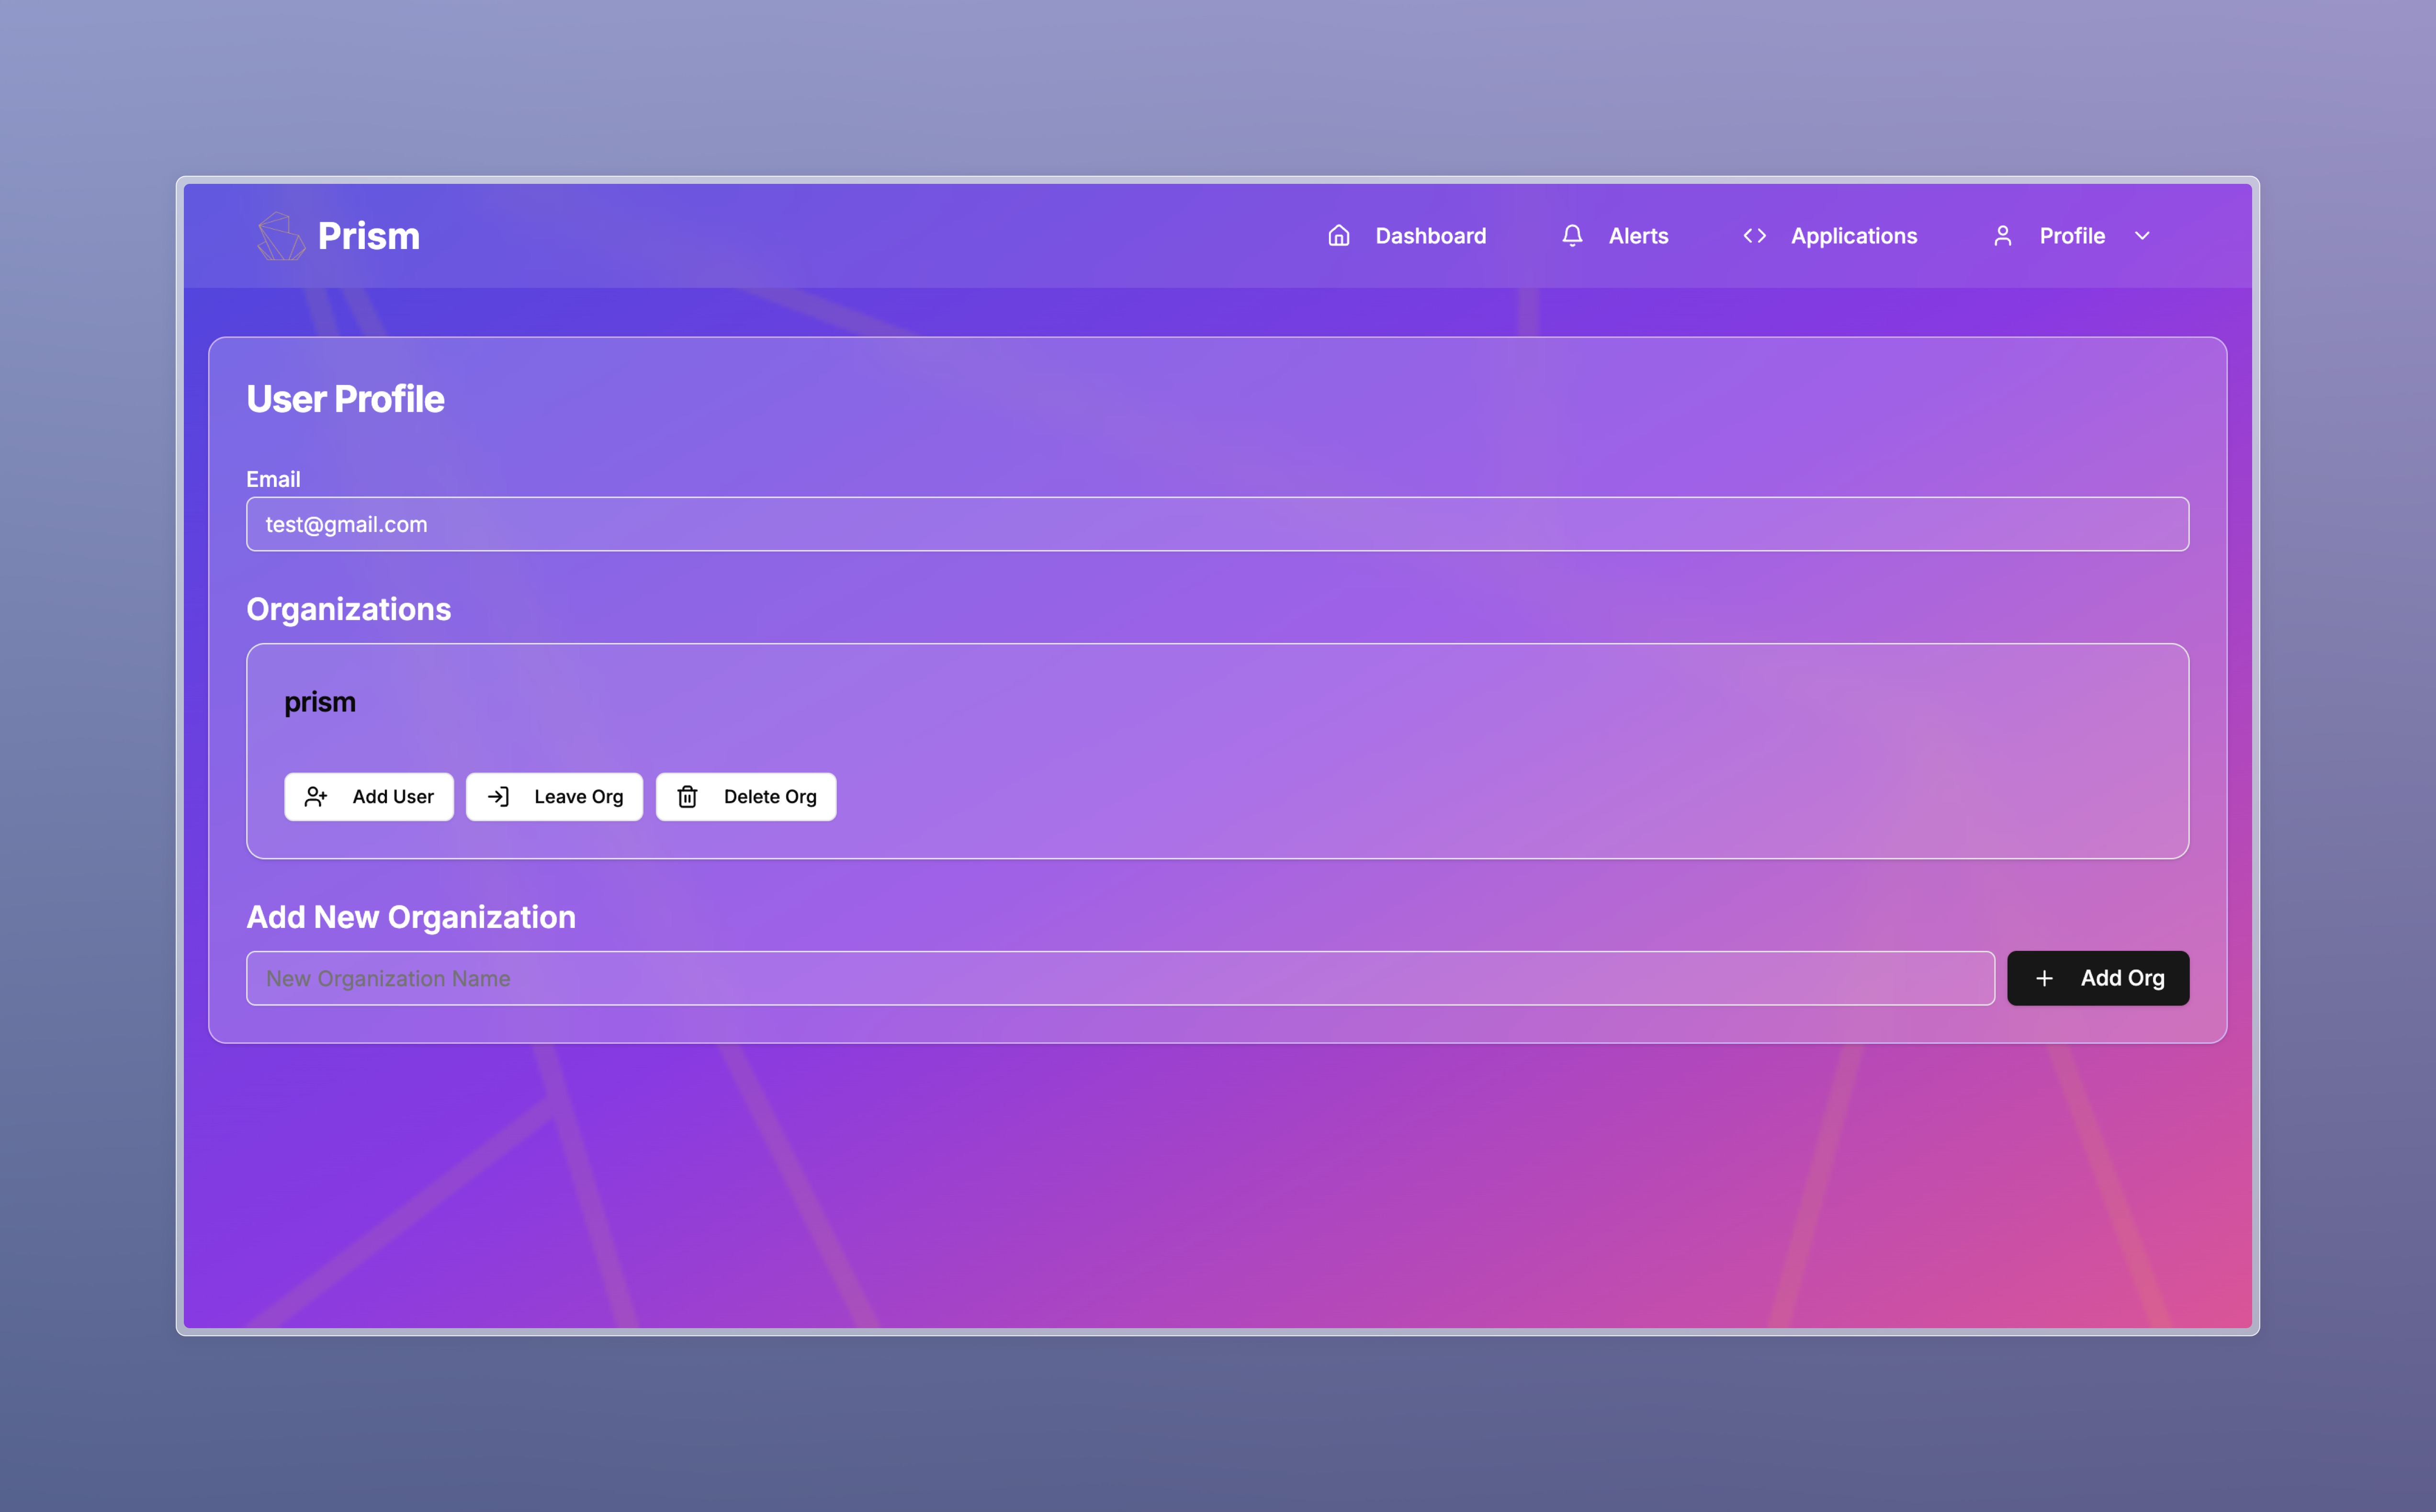 Prism
Dashboard
Alerts
Applications
Profile
User Profile
Email
test@gmail.com
Organizations
prism
Add User
Leave Org
Delete Org
Add New Organization
New Organization Name
Add Org